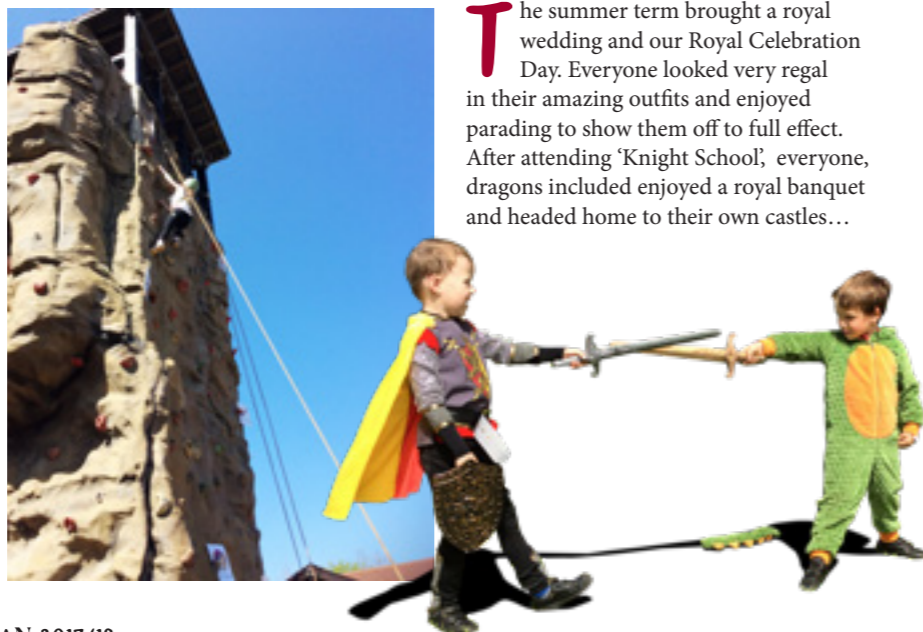 The summer term brought a royal
wedding and our Royal Celebration
Day. Everyone looked very regal
in their amazing outfits and enjoyed
parading to show them off to full effect.
After attending ‘Knight School’, everyone,
dragons included enjoyed a royal banquet
and headed home to their own castles…
2017/18